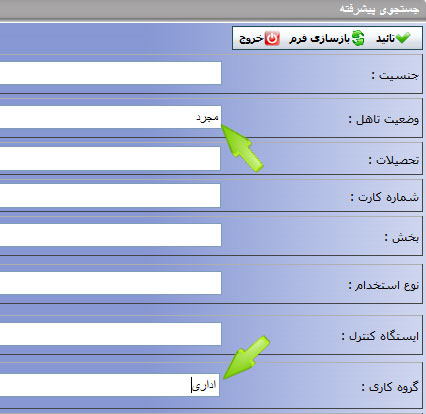 جستجوی پیشرفته
تائید بازسازی فرم خروج
جنسیت :
وضعیت تاهل : مجرد
تحصیلات :
شماره کارت :
بخش :
نوع استخدام :
ایستگاه کنترل :
گروه کاری : اداری